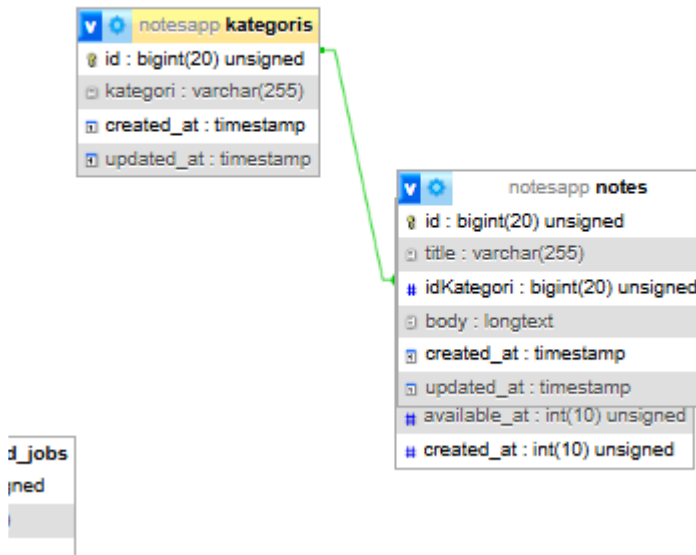 notesapp kategoris
id : bigint(20) unsigned
kategori : varchar(255)
created_at : timestamp
updated_at : timestamp
notesapp notes
id : bigint(20) unsigned
title : varchar(255)
idKategori : bigint(20) unsigned
body : longtext
created_at : timestamp
updated_at : timestamp
available_at : int(10) unsigned
created_at : int(10) unsigned
d_jobs
gned
)